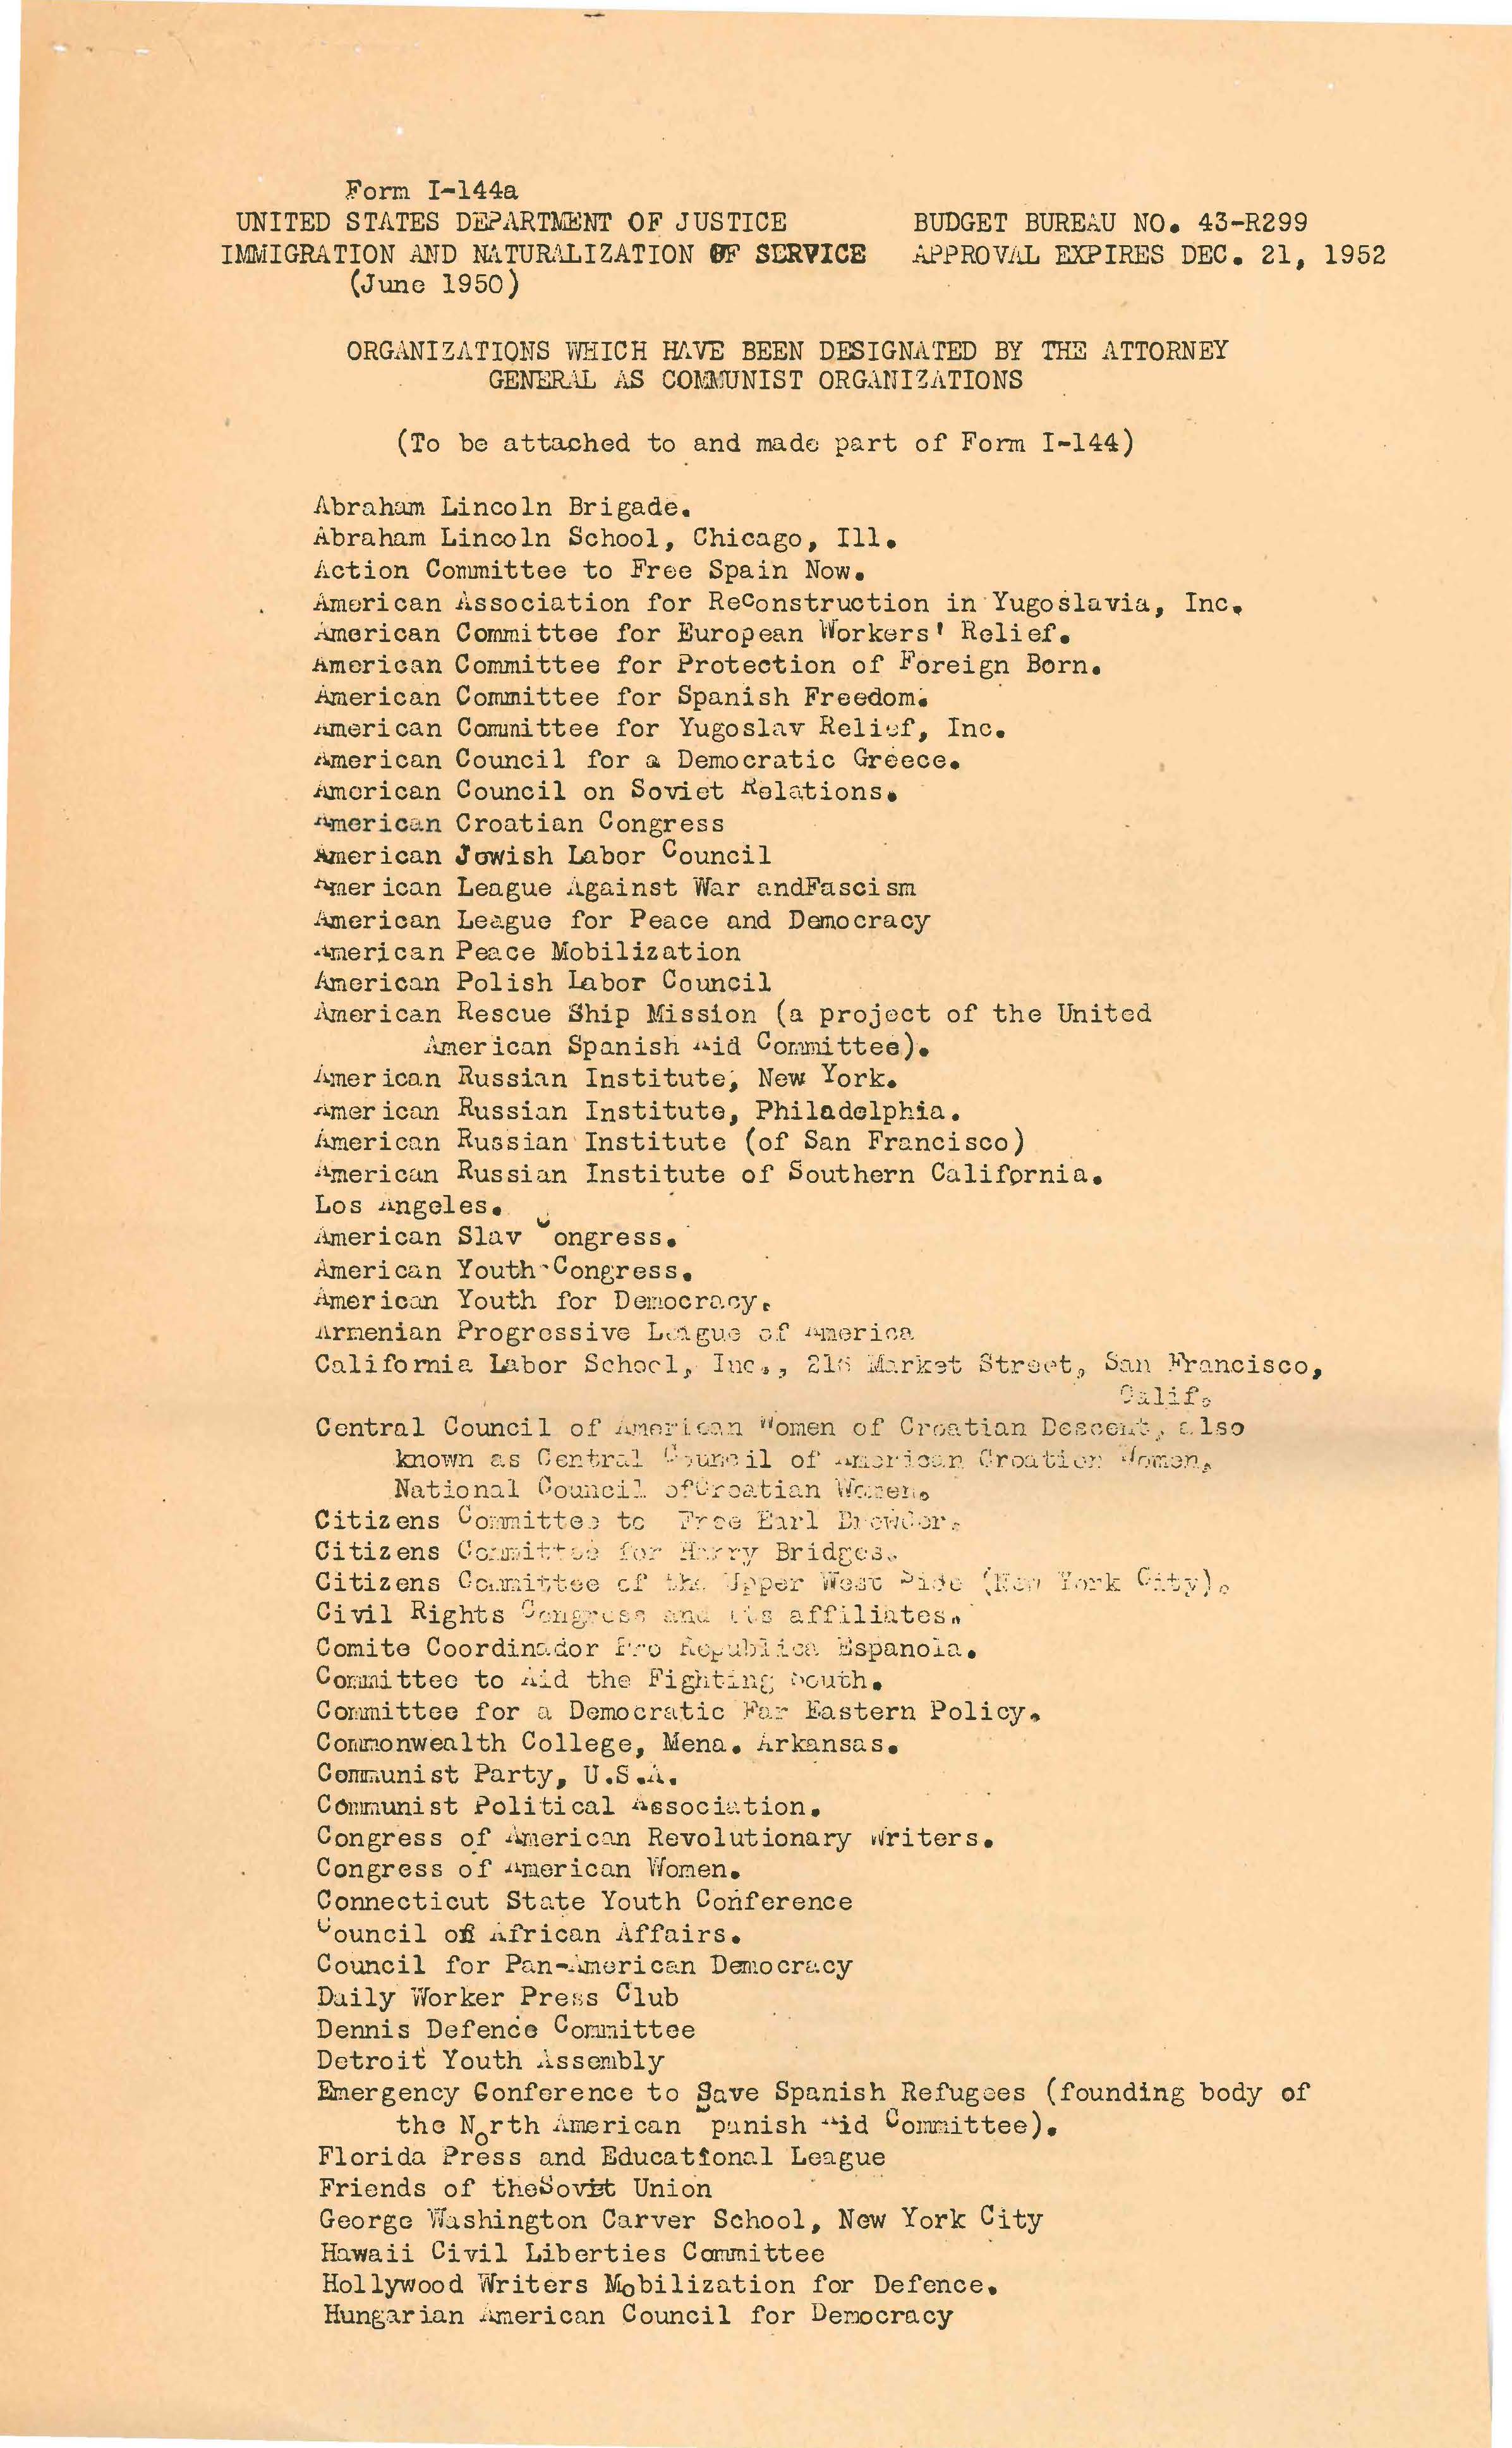 Form I-144a
UNITED STATES DEPARTMENT OF JUSTICE BUDGET BUREAU NO. 43-R299
IMMIGRATION AND NATURALIZATION OF SERVICE APPROVAL EXPIRES DEC. 21, 1952
(June 1950)
ORGANIZATIONS WHICH HAVE BEEN DESIGNATED BY THE ATTORNEY
GENERAL AS COMMUNIST ORGANIZATIONS
(To be attached to and made part of Form I-144)
Abraham Lincoln Brigade.
Abraham Lincoln School, Chicago, Ill.
Action Committee to Free Spain Now.
American Association for ReConstruction in Yugoslavia, Inc.
American Committee for European Workers' Relief.
American Committee for Protection of Foreign Born.
American Committee for Spanish Freedom.
American Committee for Yugoslav Relief, Inc.
American Council for a Democratic Greece.
American Council on Soviet Relations.
American Croatian Congress
American Jewish Labor Council
American League Against War andFascism
American League for Peace and Democracy
American Peace Mobilization
American Polish Labor Council
American Rescue Ship Mission (a project of the United
American Spanish Aid Committee).
American Russian Institute, New York.
American Russian Institute, Philadelphia.
American Russian Institute (of San Francisco)
American Russian Institute of Southern California.
Los Angeles.
American Slav Congress.
American Youth Congress.
American Youth for Democracy.
Armenian Progressive League of America
California Labor School, Inc., 216 Market Street, San Francisco,
Calif.
Central Council of American Women of Croatian Descent, also
known as Central Council of American Croatian Women,
National Council ofCroatian Women.
Citizens Committee to Free Earl Browder.
Citizens Committee for Harry Bridges.
Citizens Committee of the Upper West Side (New York City).
Civil Rights Congress and its affiliates.
Comite Coordinador Pro Republica Espanola.
Committee to Aid the Fighting South.
Committee for a Democratic Far Eastern Policy.
Commonwealth College, Mena. Arkansas.
Communist Party, U.S.A.
Communist Political Association.
Congress of American Revolutionary Writers.
Congress of American Women.
Connecticut State Youth Conference
Council on African Affairs.
Council for Pan-American Democracy
Daily Worker Press Club
Dennis Defence Committee
Detroit Youth Assembly
Emergency Conference to Save Spanish Refugees (founding body of
the North American Spanish Aid Committee).
Florida Press and Educational League
Friends of theSoviet Union
George Washington Carver School, New York City
Hawaii Civil Liberties Committee
Hollywood Writers Mobilization for Defence.
Hungarian American Council for Democracy